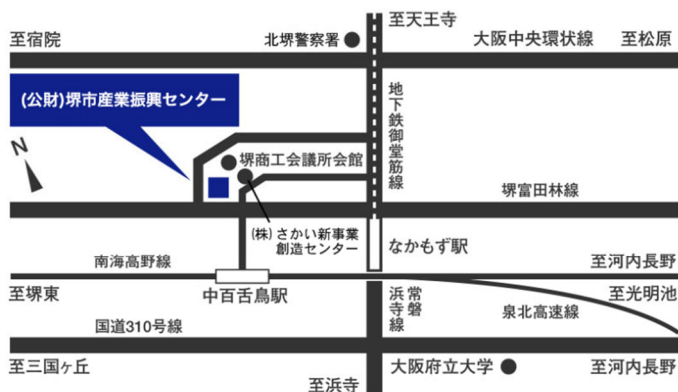 至天王寺
至宿院
北堺警察署
大阪中央環状線
至松原
(公財)堺市産業振興センター
地下鉄御堂筋線
N
堺商工会議所会館
堺富田林線
(株)さかい新事業
創造センター
なかもず駅
南海高野線
至河内長野
至堺東
中百舌鳥駅
常磐
浜寺線
至光明池
泉北高速線
国道310号線
至三国ヶ丘
大阪府立大学
至河内長野
至浜寺